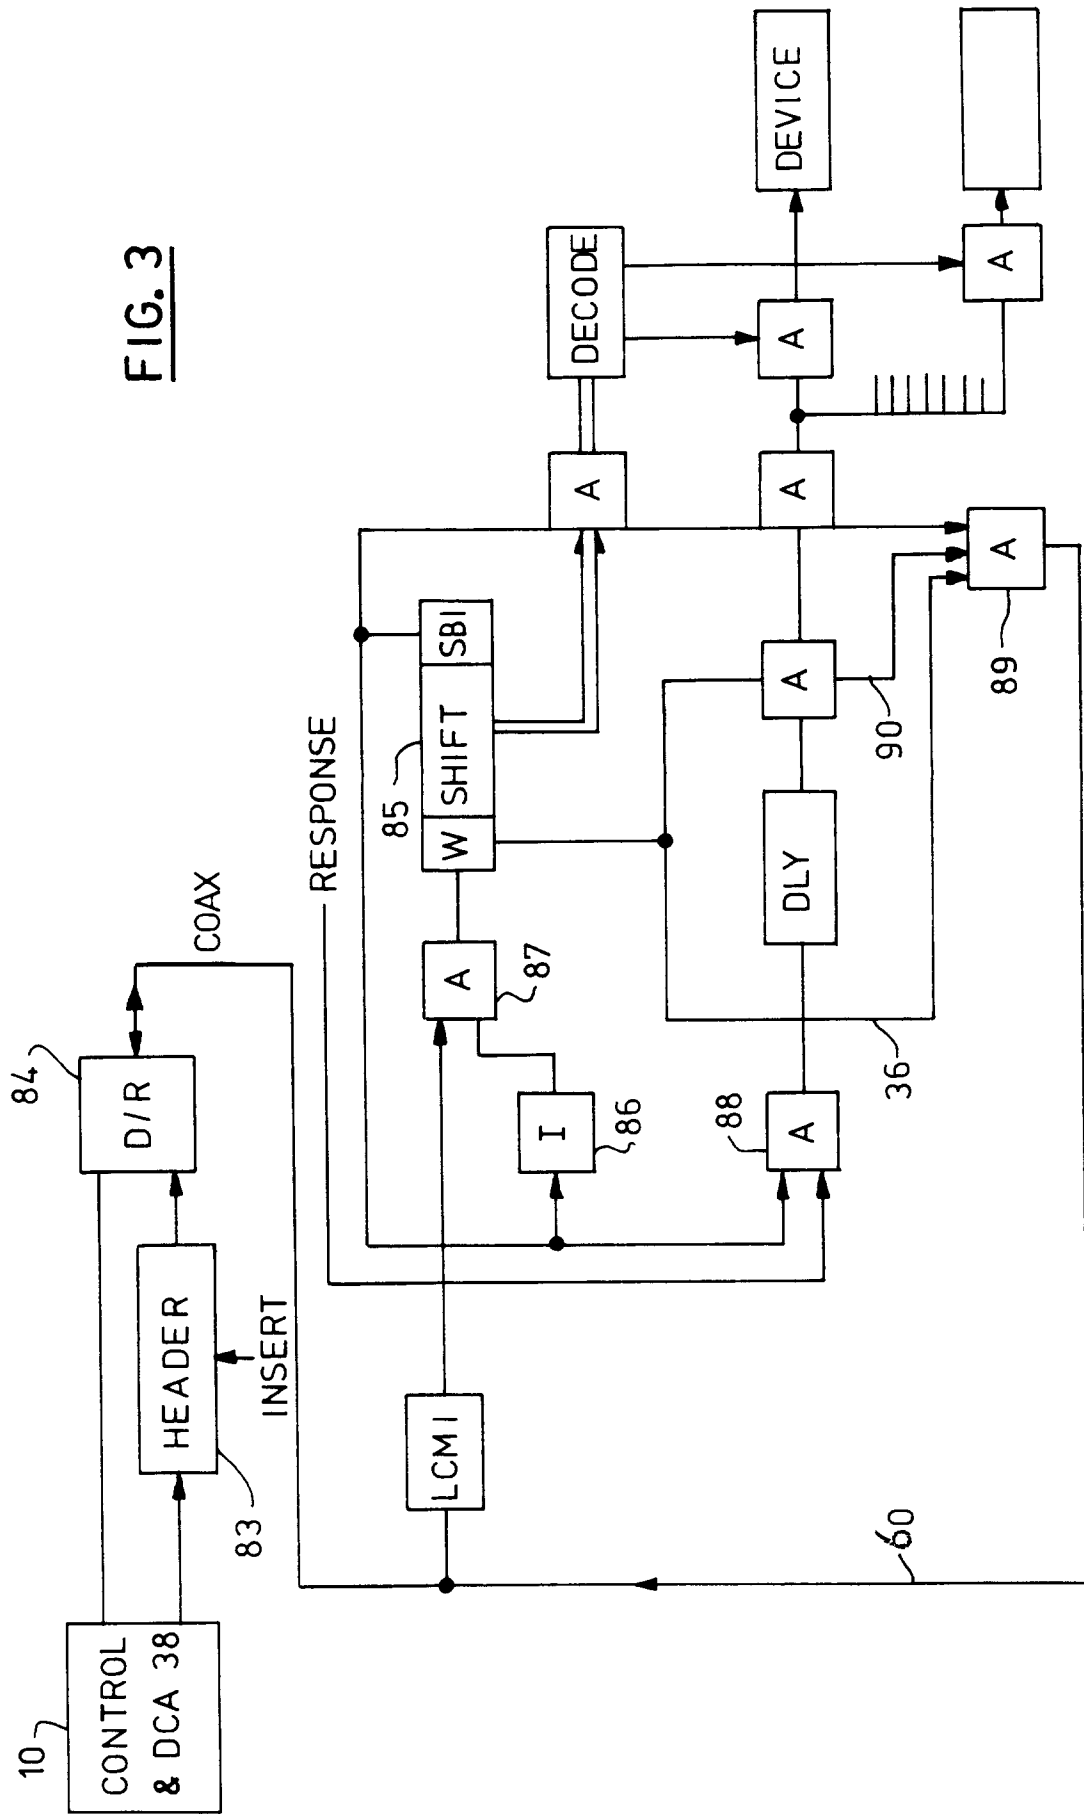 FIG. 3
10
CONTROL
& DCA 38
HEADER
83
INSERT
84
D/R
COAX
RESPONSE
LCM I
A
87
I
86
85
W
SHIFT
SBI
A
DECODE
88
A
DLY
A
A
A
DEVICE
36
90
89
A
A
60